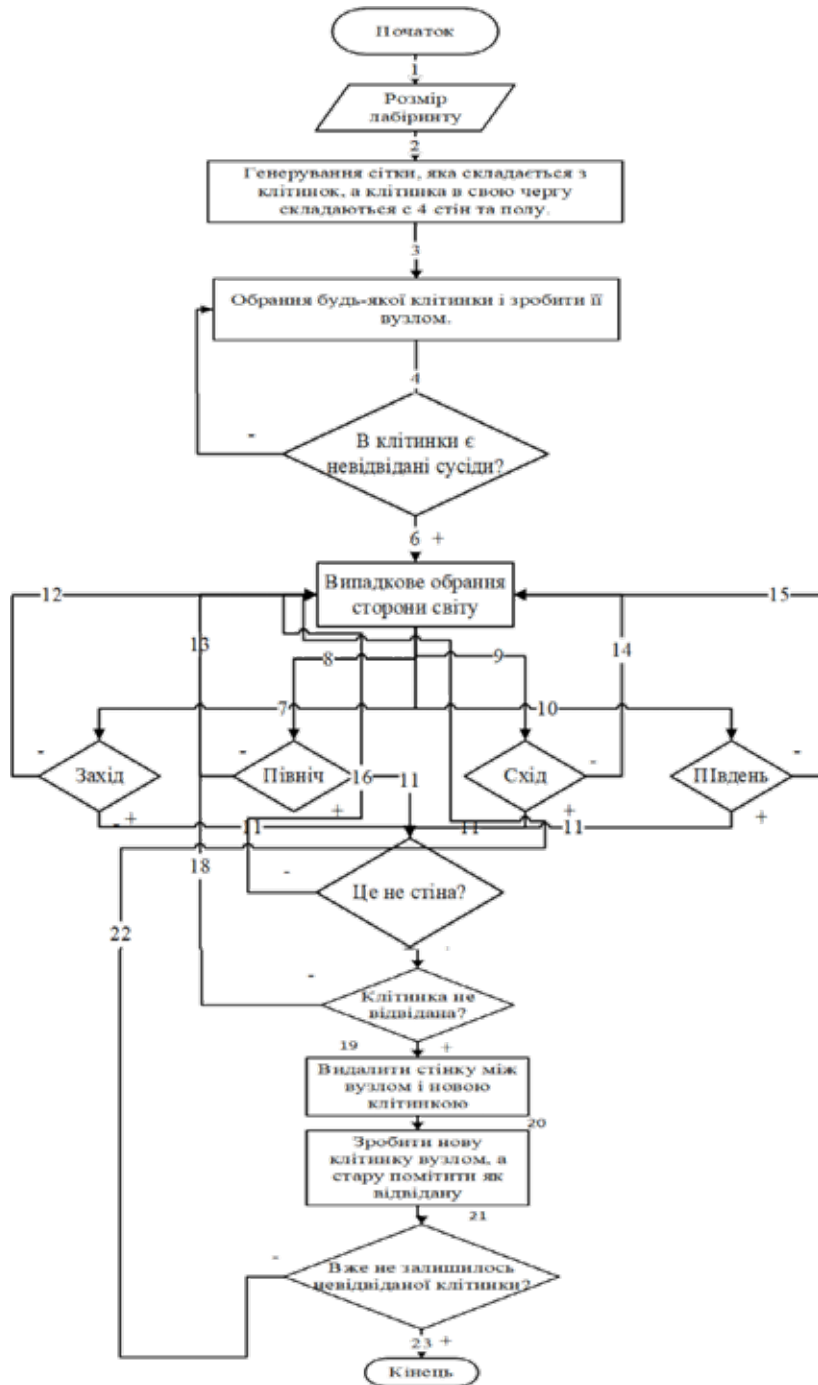 Початок
1
Розмір
лабіринту
2
Генерування сітки, яка складається з
клітинок, а клітинка в свою чергу
складаються с 4 стін та полу.
3
Обрання будь-якої клітинки і зробити її
вузлом.
4
-
В клітинки є
невідвідані сусіди?
6 +
Випадкове обрання
сторони світу
12
15
13
8
9
14
7
10
-
Захід
-
Північ
16
11
Схід
-
ПІвдень
-
- +
11
+
11
+
11
+
18
-
Це не стіна?
22
-
Клітинка не
відвідана?
19
+
Видалити стінку між
вузлом і новою
клітинкою
20
Зробити нову
клітинку вузлом, а
стару помітити як
відвідану
21
-
Вже не залишилось
невідвіданої клітинки?
23 +
Кінець